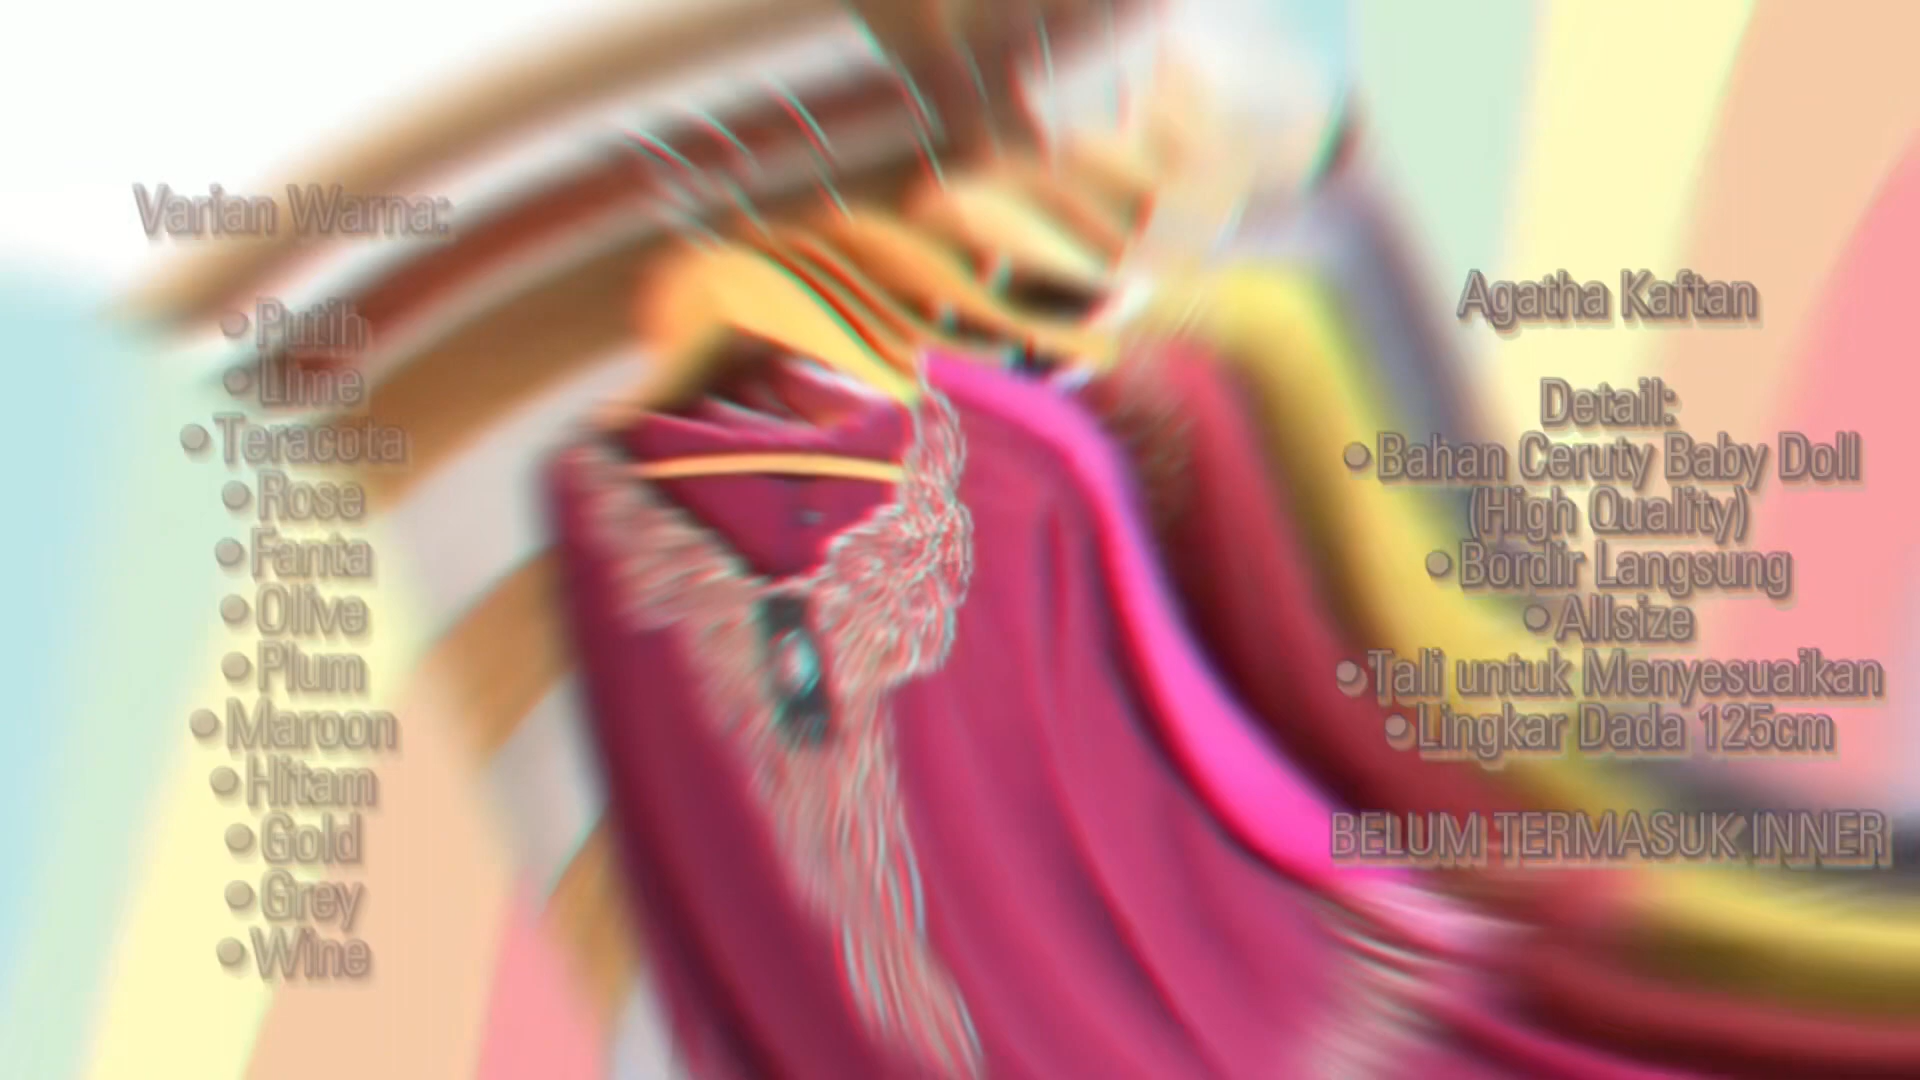 Varian Warna:
• Putih
• Lime
• Teracota
• Rose
• Fanta
• Olive
• Plum
• Maroon
• Hitam
• Gold
• Grey
• Wine
Agatha Kaftan
Detail:
• Bahan Ceruty Baby Doll
(High Quality)
• Bordir Langsung
• Allsize
• Tali untuk Menyesuaikan
• Lingkar Dada 125cm
BELUM TERMASUK INNER